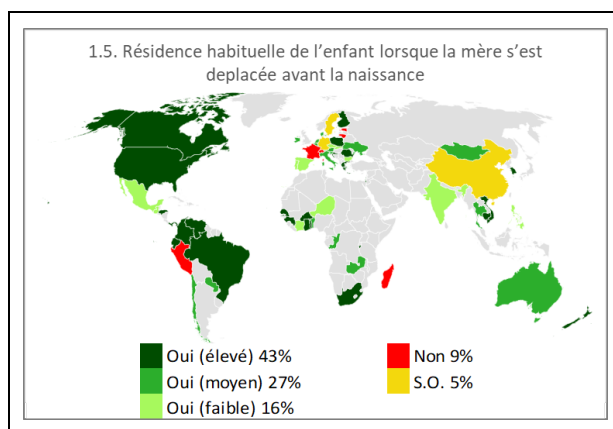 1.5. Résidence habituelle de l’enfant lorsque la mère s’est
deplacée avant la naissance
Oui (élevé) 43%
Oui (moyen) 27%
Oui (faible) 16%
Non 9%
S.O. 5%